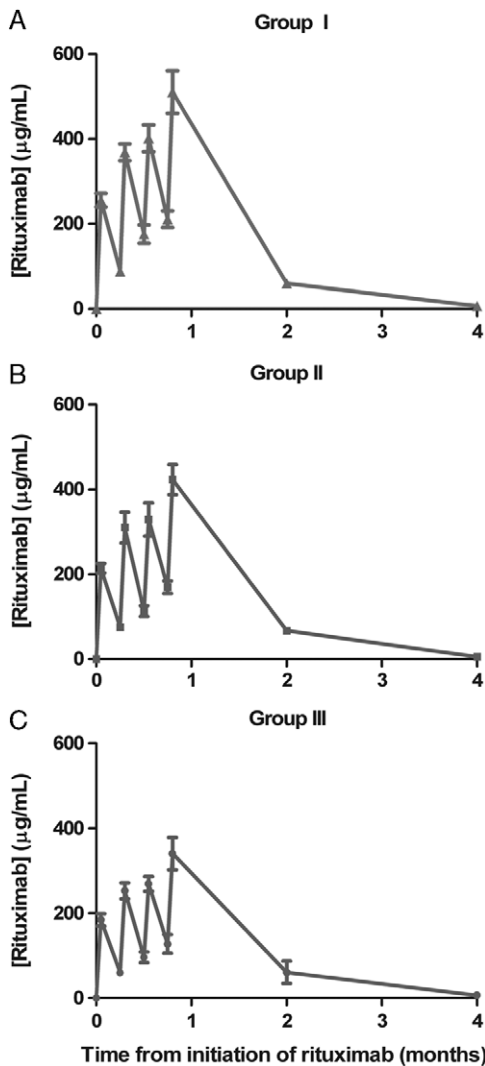 A
Group I
[Rituximab] (μg/mL)
600
400
200
0
0 1 2 3 4
B
Group II
[Rituximab] (μg/mL)
600
400
200
0
0 1 2 3 4
C
Group III
[Rituximab] (μg/mL)
600
400
200
0
0 1 2 3 4
Time from initiation of rituximab (months)